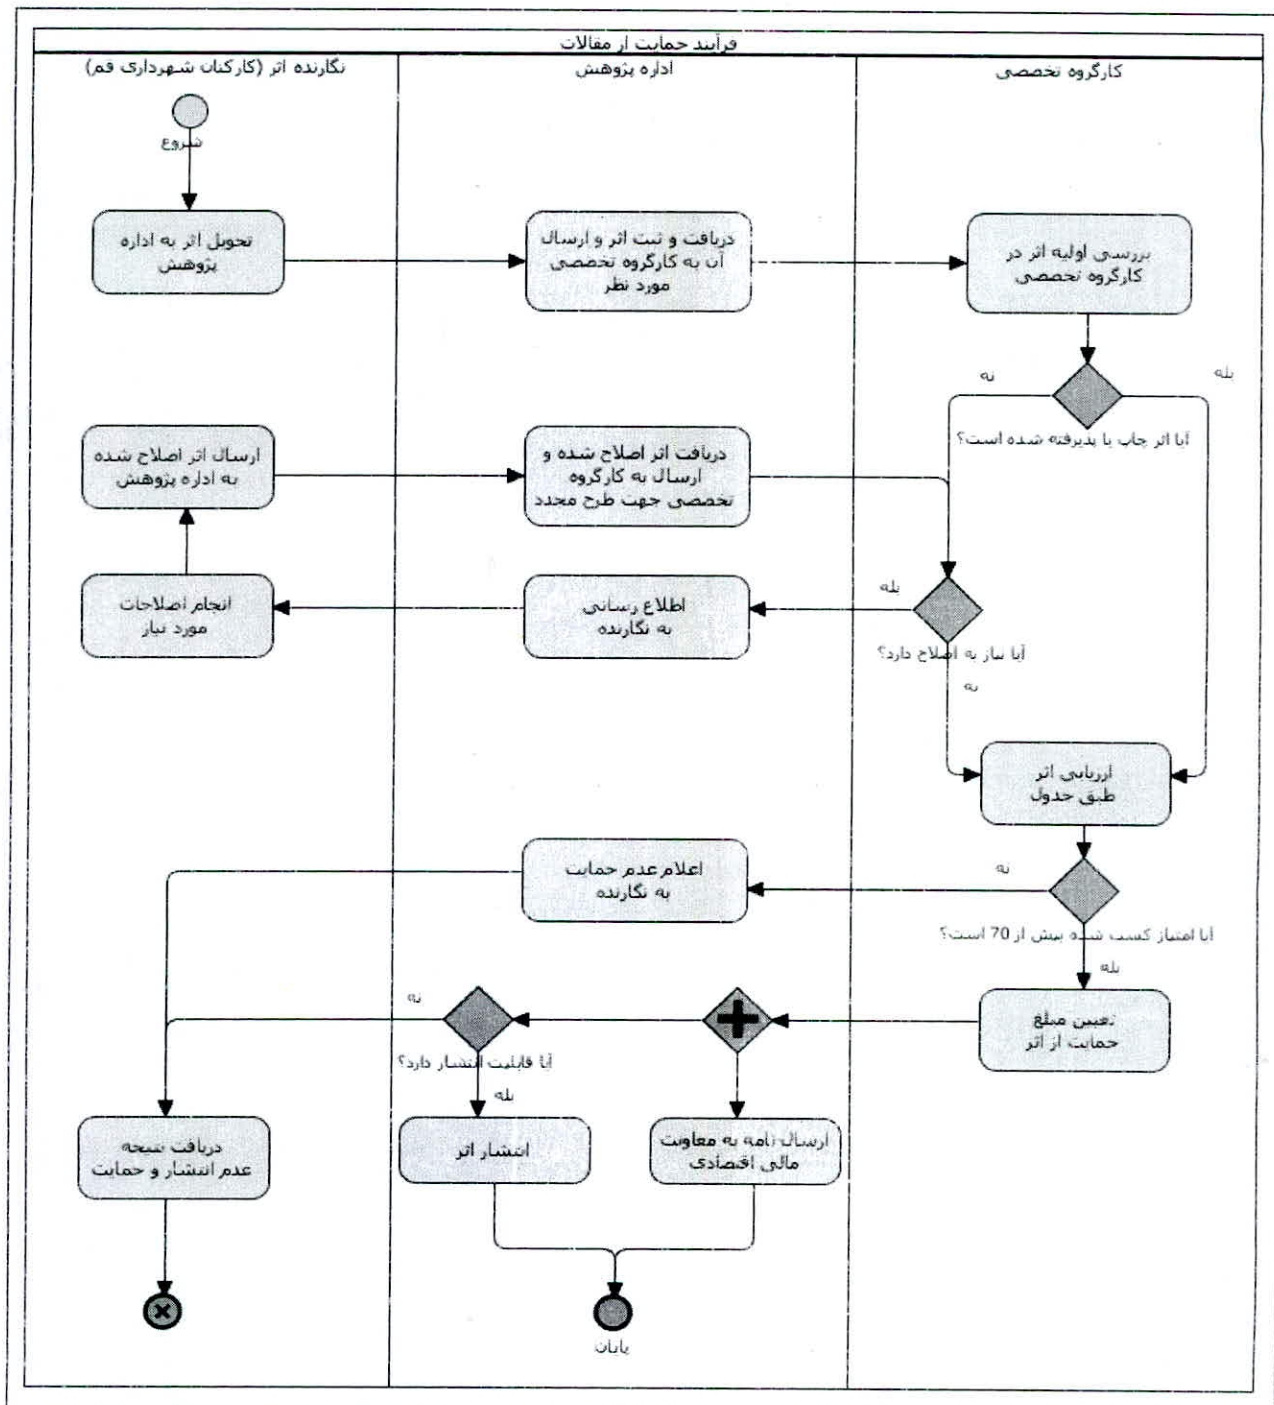 فرآیند حمایت از مقالات
کارگروه تخصصی
اداره پژوهش
نگارنده اثر (کارکنان شهرداری قم)
شروع
تحویل اثر به اداره
پژوهش
دریافت و ثبت اثر و ارسال
آن به کارگروه تخصصی
مورد نظر
بررسی اولیه اثر در
کارگروه تخصصی
بله
نه
آیا اثر چاپ یا پذیرفته شده است؟
دریافت اثر اصلاح شده و
ارسال به کارگروه
تخصصی جهت طرح مجدد
ارسال اثر اصلاح شده
به اداره پژوهش
بله
آیا نیاز به اصلاح دارد؟
نه
اطلاع رسانی
به نگارنده
انجام اصلاحات
مورد نیاز
ارزیابی اثر
طبق جدول
نه
آیا امتیاز کسب شده بیش از 70 است؟
بله
اعلام عدم حمایت
به نگارنده
تعیین مبلغ
حمایت از اثر
نه
آیا قابلیت انتشار دارد؟
بله
ارسال نامه به معاونت
مالی اقتصادی
انتشار اثر
دریافت نتیجه
عدم انتشار و حمایت
پایان